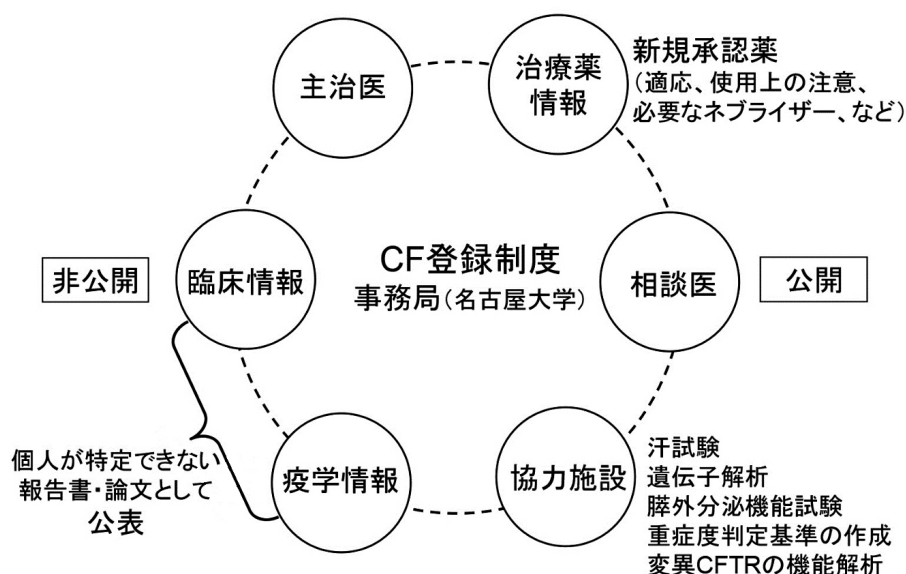 主治医
治療薬
情報
新規承認薬
(適応、使用上の注意、
必要なネブライザー、など)
非公開
臨床情報
CF登録制度
事務局(名古屋大学)
相談医
公開
個人が特定できない
報告書・論文として
公表
疫学情報
協力施設
汗試験
遺伝子解析
膵外分泌機能試験
重症度判定基準の作成
変異CFTRの機能解析